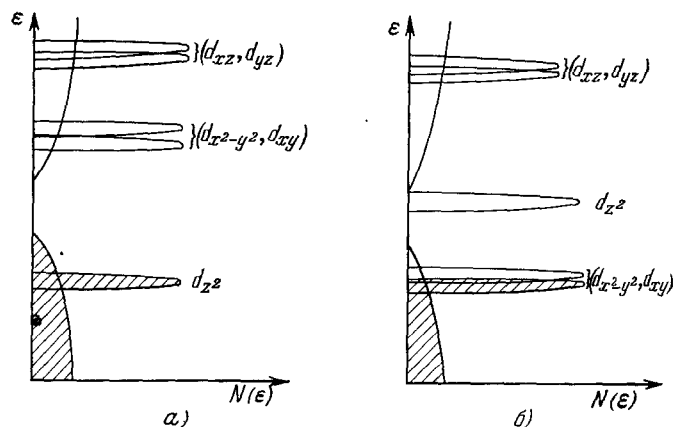 ε
}(d_xz, d_yz)
}(d_x²-y², d_xy)
d_z²
N(ε)
а)
ε
}(d_xz, d_yz)
d_z²
}(d_x²-y², d_xy)
N(ε)
б)